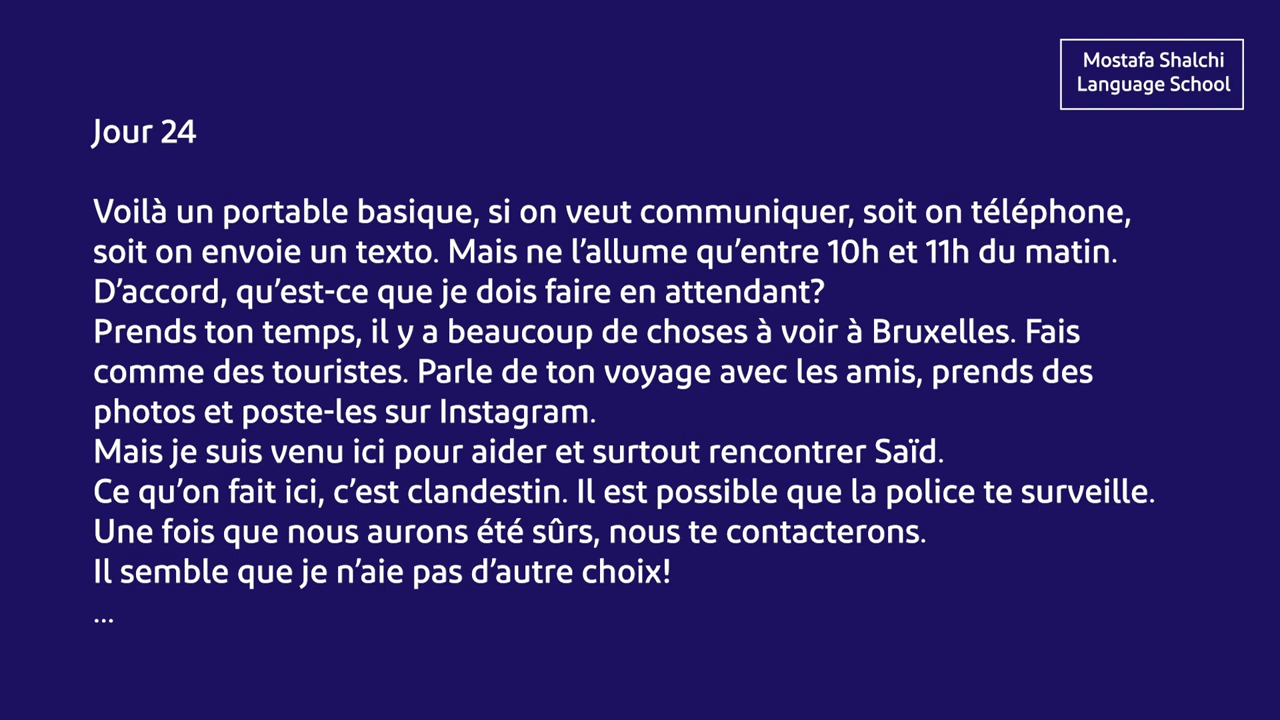 Mostafa Shalchi
Language School
Jour 24
Voilà un portable basique, si on veut communiquer, soit on téléphone,
soit on envoie un texto. Mais ne l’allume qu’entre 10h et 11h du matin.
D’accord, qu’est-ce que je dois faire en attendant?
Prends ton temps, il y a beaucoup de choses à voir à Bruxelles. Fais
comme des touristes. Parle de ton voyage avec les amis, prends des
photos et poste-les sur Instagram.
Mais je suis venu ici pour aider et surtout rencontrer Saïd.
Ce qu’on fait ici, c’est clandestin. Il est possible que la police te surveille.
Une fois que nous aurons été sûrs, nous te contacterons.
Il semble que je n’aie pas d’autre choix!
...